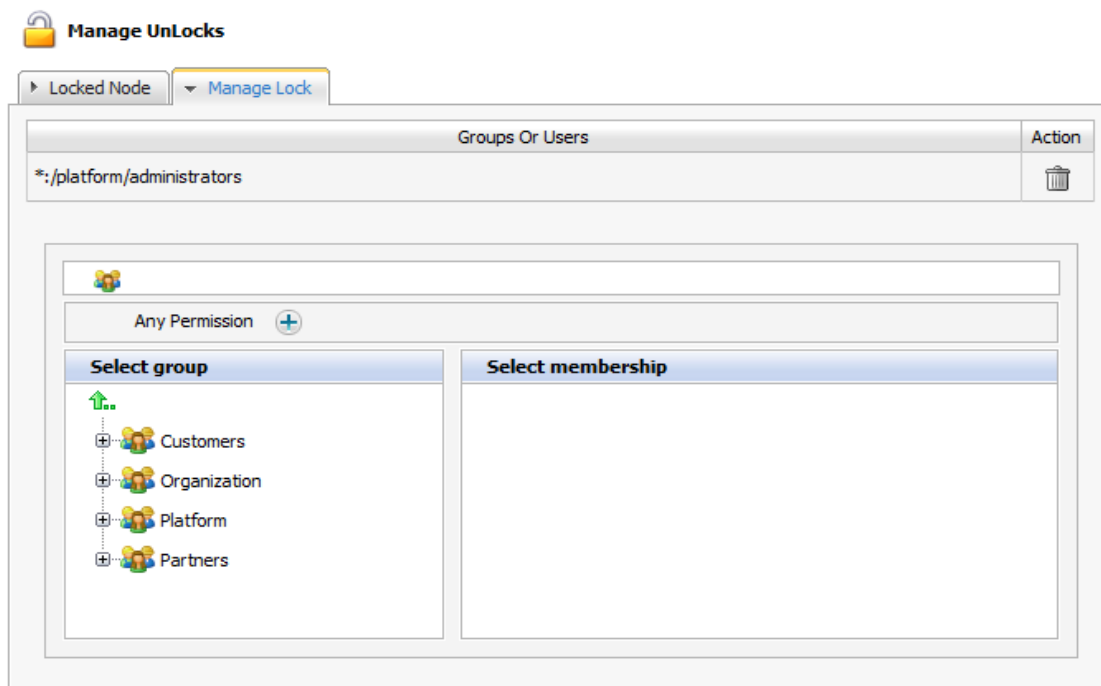 Manage UnLocks
Locked Node Manage Lock
Groups Or Users Action
*:/platform/administrators
Any Permission
Select group Select membership
Customers
Organization
Platform
Partners